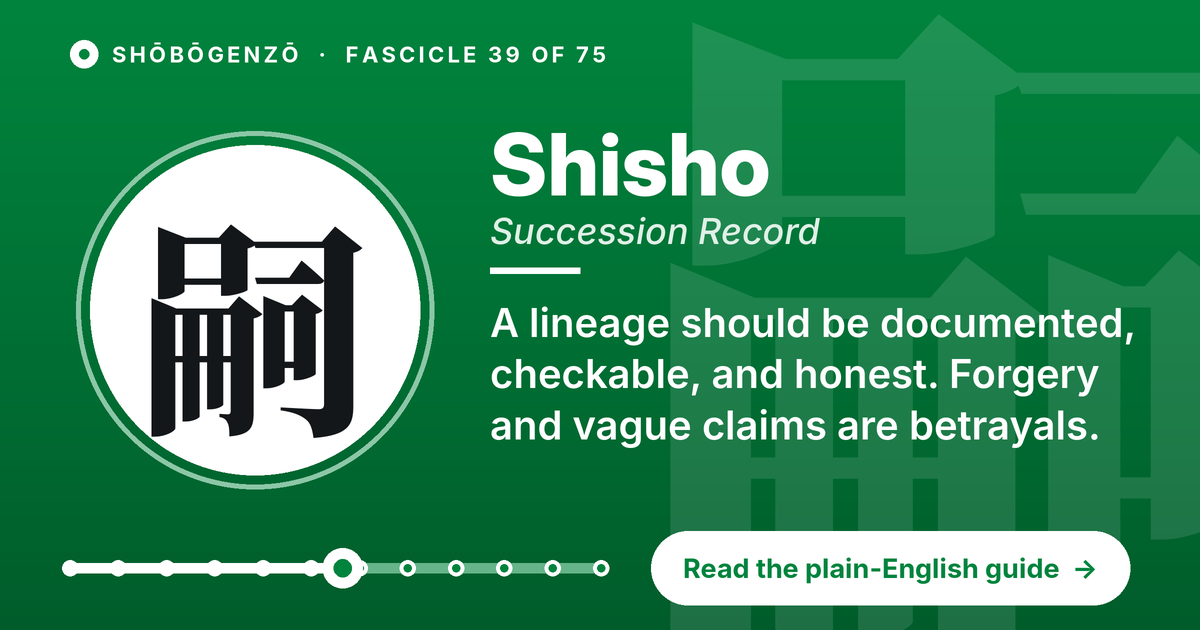 SHŌBŌGENZŌ · FASCICLE 39 OF 75
嗣
Shisho
Succession Record
A lineage should be documented,
checkable, and honest. Forgery
and vague claims are betrayals.
Read the plain-English guide →